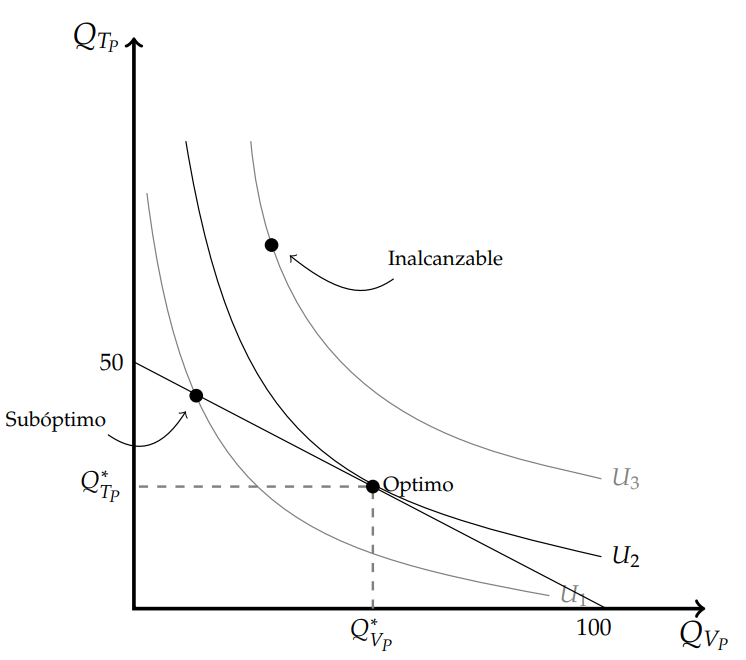 Q_{T_P}
Inalcanzable
50
Subóptimo
Q^*_{T_P}
Optimo
U_3
U_2
U_1
Q^*_{V_P}
100
Q_{V_P}